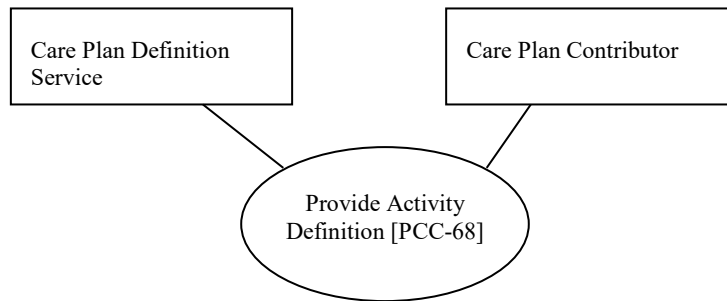 Care Plan Definition
Service
Care Plan Contributor
Provide Activity
Definition [PCC-68]